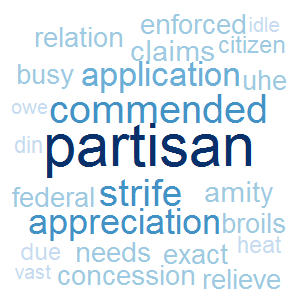 enforced idle
relation claims citizen
busy application uhe
owe commended
din partisan
federal strife amity
appreciation broils
due needs exact heat
vast concession relieve